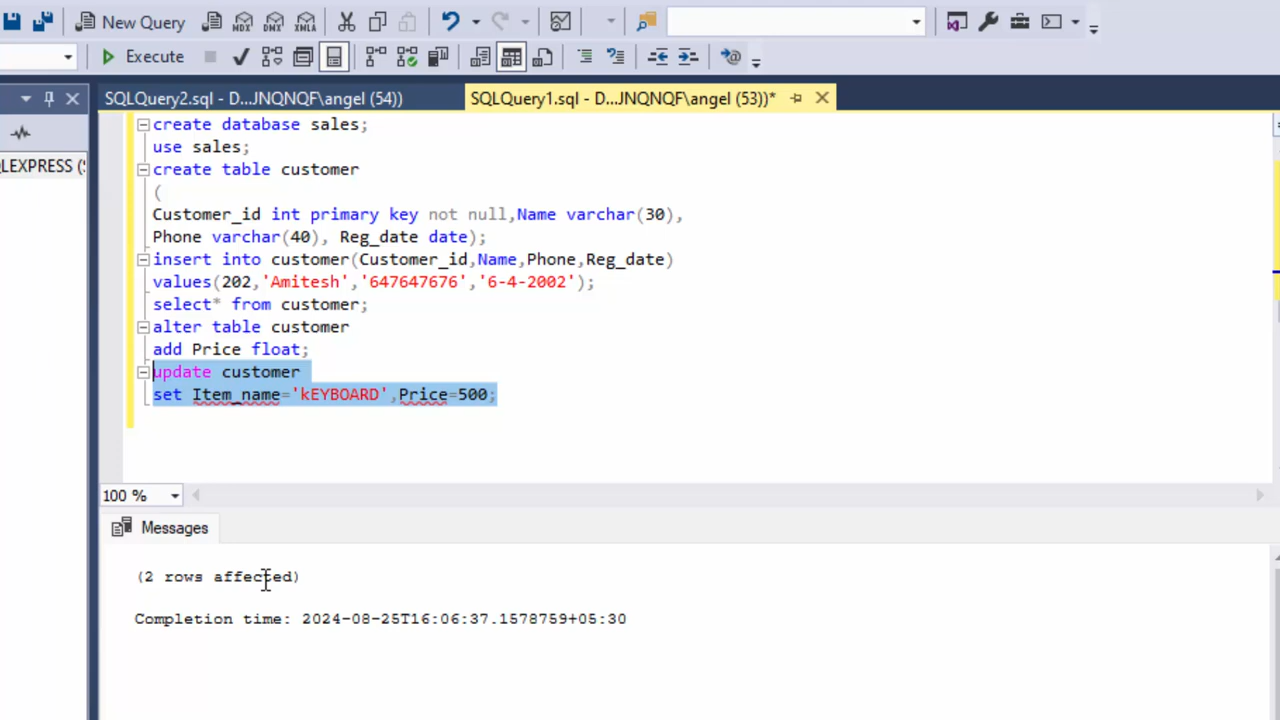 New Query
MDX
DMX
XMLA
Execute
SQLQuery2.sql - D...JNQNQF\angel (54))
SQLQuery1.sql - D...JNQNQF\angel (53))*
QLEXPRESS (S
create database sales;
use sales;
create table customer
(
Customer_id int primary key not null,Name varchar(30),
Phone varchar(40), Reg_date date);
insert into customer(Customer_id,Name,Phone,Reg_date)
values(202,'Amitesh','647647676','6-4-2002');
select* from customer;
alter table customer
add Price float;
update customer
set Item_name='kEYBOARD',Price=500;
100 %
Messages
(2 rows affected)
Completion time: 2024-08-25T16:06:37.1578759+05:30